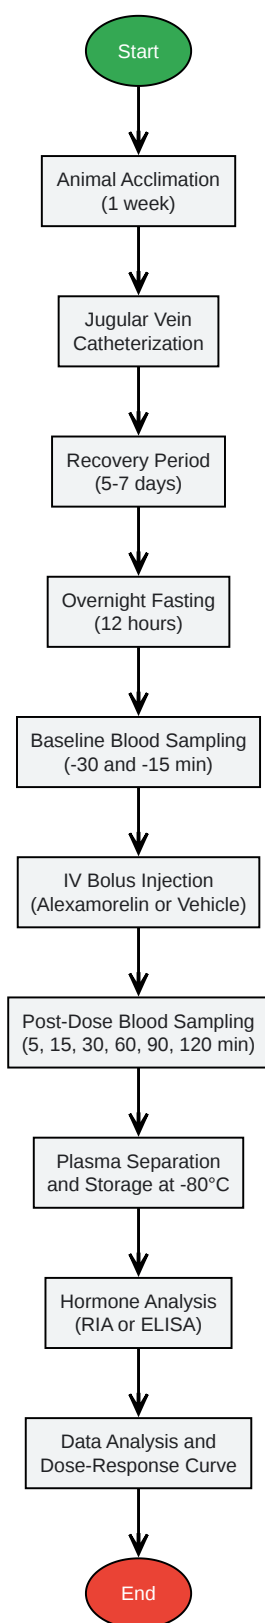 Start
Animal Acclimation
(1 week)
Jugular Vein
Catheterization
Recovery Period
(5-7 days)
Overnight Fasting
(12 hours)
Baseline Blood Sampling
(-30 and -15 min)
IV Bolus Injection
(Alexamorelin or Vehicle)
Post-Dose Blood Sampling
(5, 15, 30, 60, 90, 120 min)
Plasma Separation
and Storage at -80°C
Hormone Analysis
(RIA or ELISA)
Data Analysis and
Dose-Response Curve
End